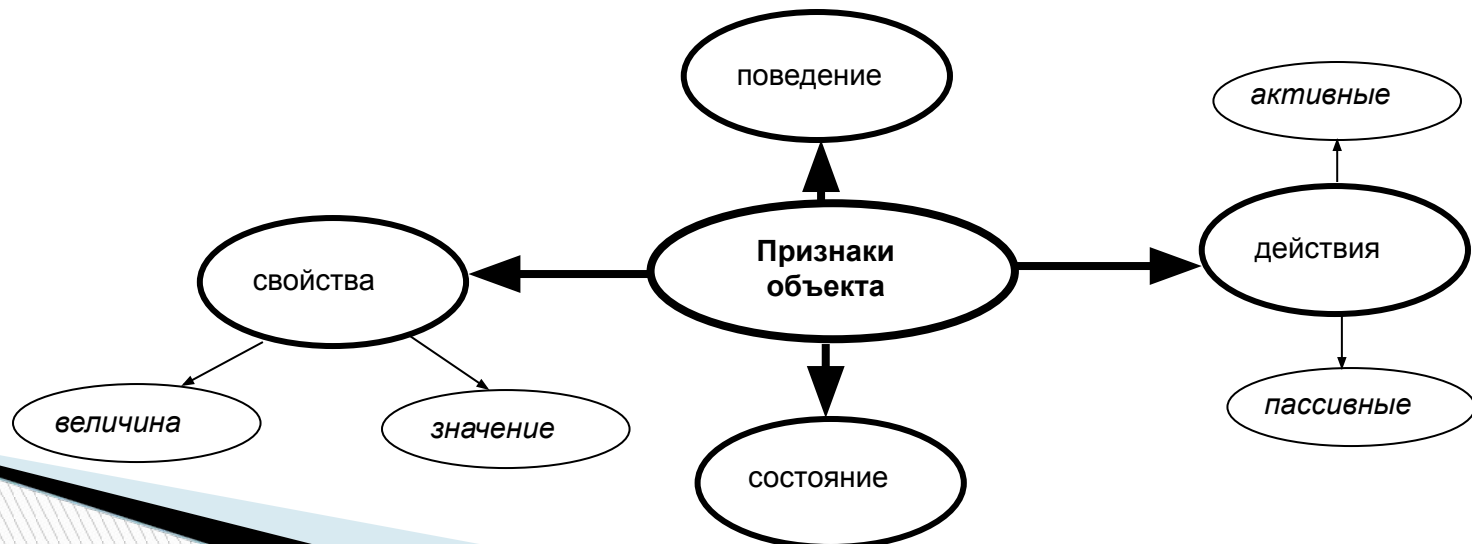 поведение
активные
Признаки
объекта
действия
свойства
величина
значение
пассивные
состояние